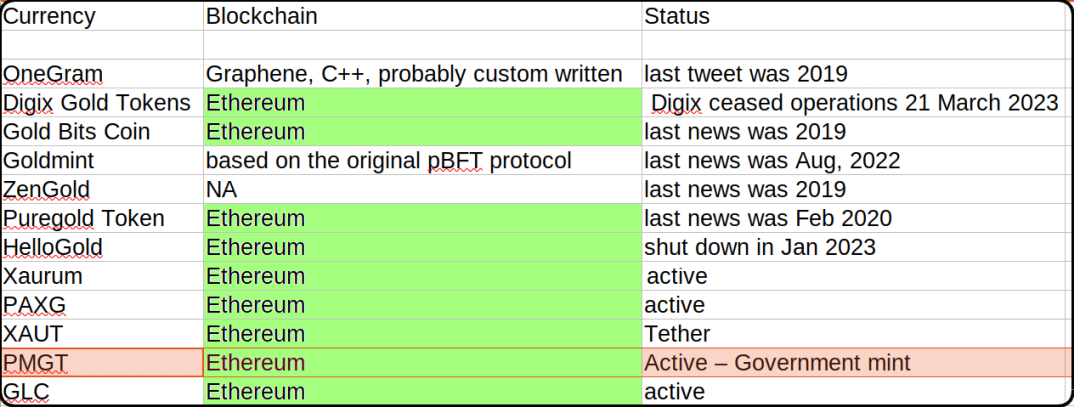 Currency Blockchain Status
OneGram Graphene, C++, probably custom written last tweet was 2019
Digix Gold Tokens Ethereum Digix ceased operations 21 March 2023
Gold Bits Coin Ethereum last news was 2019
Goldmint based on the original pBFT protocol last news was Aug, 2022
ZenGold NA last news was 2019
Puregold Token Ethereum last news was Feb 2020
HelloGold Ethereum shut down in Jan 2023
Xaurum Ethereum active
PAXG Ethereum active
XAUT Ethereum Tether
PMGT Ethereum Active – Government mint
GLC Ethereum active